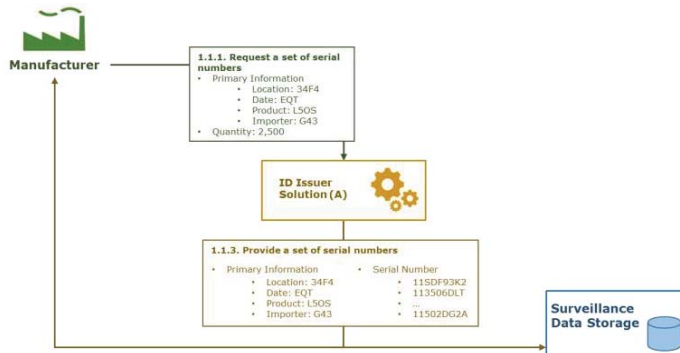 Manufacturer
1.1.1. Request a set of serial
numbers
• Primary Information
• Location: 34F4
• Date: EQT
• Product: L5OS
• Importer: G43
• Quantity: 2,500
ID Issuer
Solution (A)
1.1.3. Provide a set of serial numbers
• Primary Information
• Location: 34F4
• Date: EQT
• Product: L5OS
• Importer: G43
• Serial Number
• 11SDF93K2
• 113506DLT
• ...
• 11502DG2A
Surveillance
Data Storage